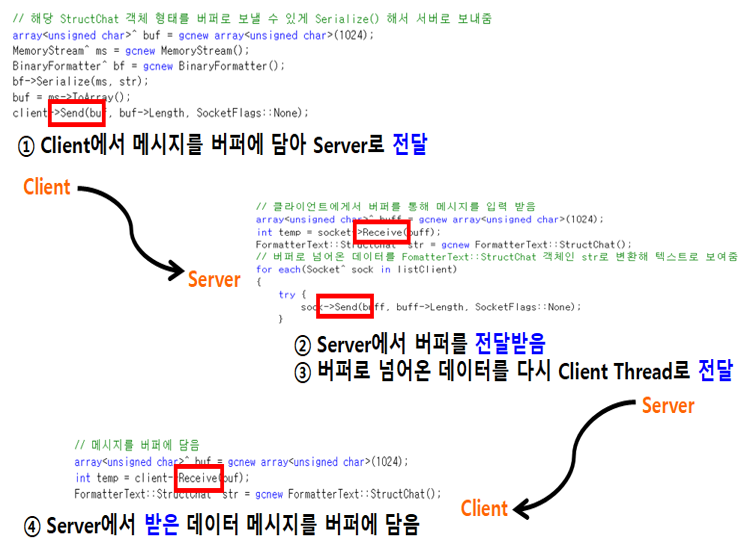 // 해당 StructChat 객체 형태를 버퍼로 보낼 수 있게 Serialize() 해서 서버로 보내줌
array<unsigned char>^ buf = gcnew array<unsigned char>(1024);
MemoryStream^ ms = gcnew MemoryStream();
BinaryFormatter^ bf = gcnew BinaryFormatter();
bf->Serialize(ms, str);
buf = ms->ToArray();
client->Send(buf, buf->Length, SocketFlags::None);
① Client에서 메시지를 버퍼에 담아 Server로 전달
Client
Server
// 클라이언트에게서 버퍼를 통해 메시지를 입력 받음
array<unsigned char>^ buff = gcnew array<unsigned char>(1024);
int temp = socket->Receive(buff);
FormatterText::StructChat^ str = gcnew FormatterText::StructChat();
// 버퍼로 넘어온 데이터를 FomatterText::StructChat 객체인 str로 변환해 텍스트로 보여줌
for each(Socket^ sock in listClient)
{
try {
sock->Send(buff, buff->Length, SocketFlags::None);
}
② Server에서 버퍼를 전달받음
③ 버퍼로 넘어온 데이터를 다시 Client Thread로 전달
Server
// 메시지를 버퍼에 담음
array<unsigned char>^ buf = gcnew array<unsigned char>(1024);
int temp = client->Receive(buf);
FormatterText::StructChat^ str = gcnew FormatterText::StructChat();
Client
④ Server에서 받은 데이터 메시지를 버퍼에 담음